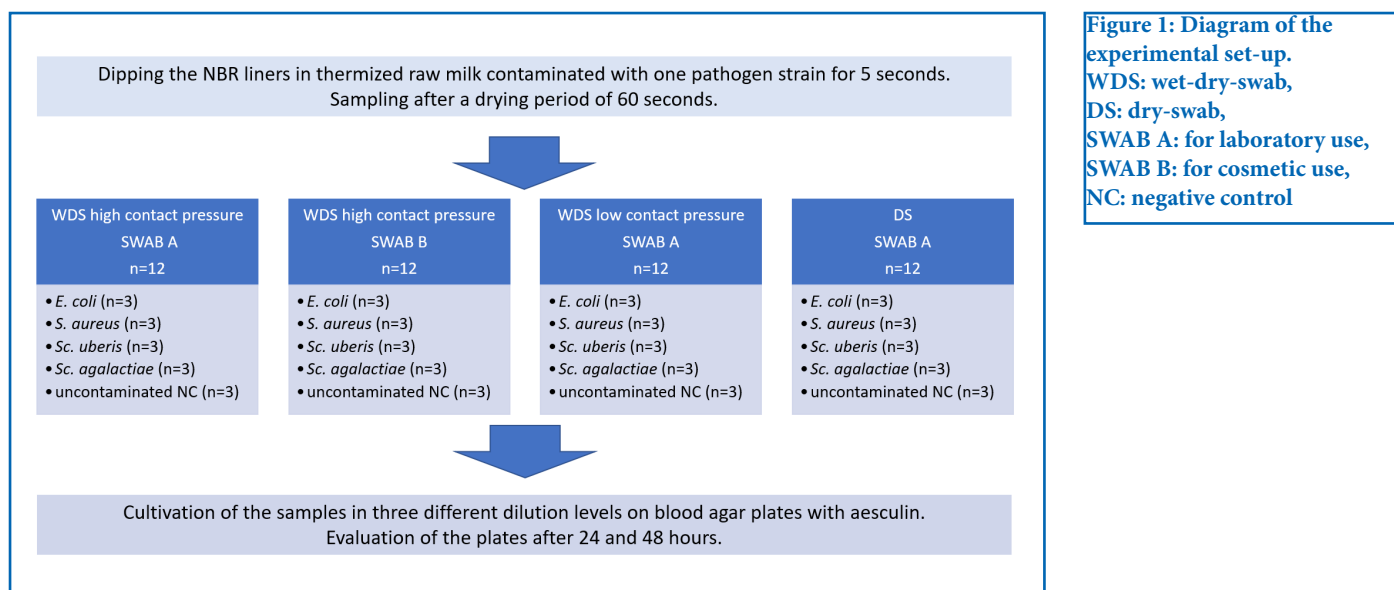 Dipping the NBR liners in thermized raw milk contaminated with one pathogen strain for 5 seconds.
Sampling after a drying period of 60 seconds.
WDS high contact pressure
SWAB A
n=12
• E. coli (n=3)
• S. aureus (n=3)
• Sc. uberis (n=3)
• Sc. agalactiae (n=3)
• uncontaminated NC (n=3)
WDS high contact pressure
SWAB B
n=12
• E. coli (n=3)
• S. aureus (n=3)
• Sc. uberis (n=3)
• Sc. agalactiae (n=3)
• uncontaminated NC (n=3)
WDS low contact pressure
SWAB A
n=12
• E. coli (n=3)
• S. aureus (n=3)
• Sc. uberis (n=3)
• Sc. agalactiae (n=3)
• uncontaminated NC (n=3)
DS
SWAB A
n=12
• E. coli (n=3)
• S. aureus (n=3)
• Sc. uberis (n=3)
• Sc. agalactiae (n=3)
• uncontaminated NC (n=3)
Cultivation of the samples in three different dilution levels on blood agar plates with aesculin.
Evaluation of the plates after 24 and 48 hours.
Figure 1: Diagram of the
experimental set-up.
WDS: wet-dry-swab,
DS: dry-swab,
SWAB A: for laboratory use,
SWAB B: for cosmetic use,
NC: negative control